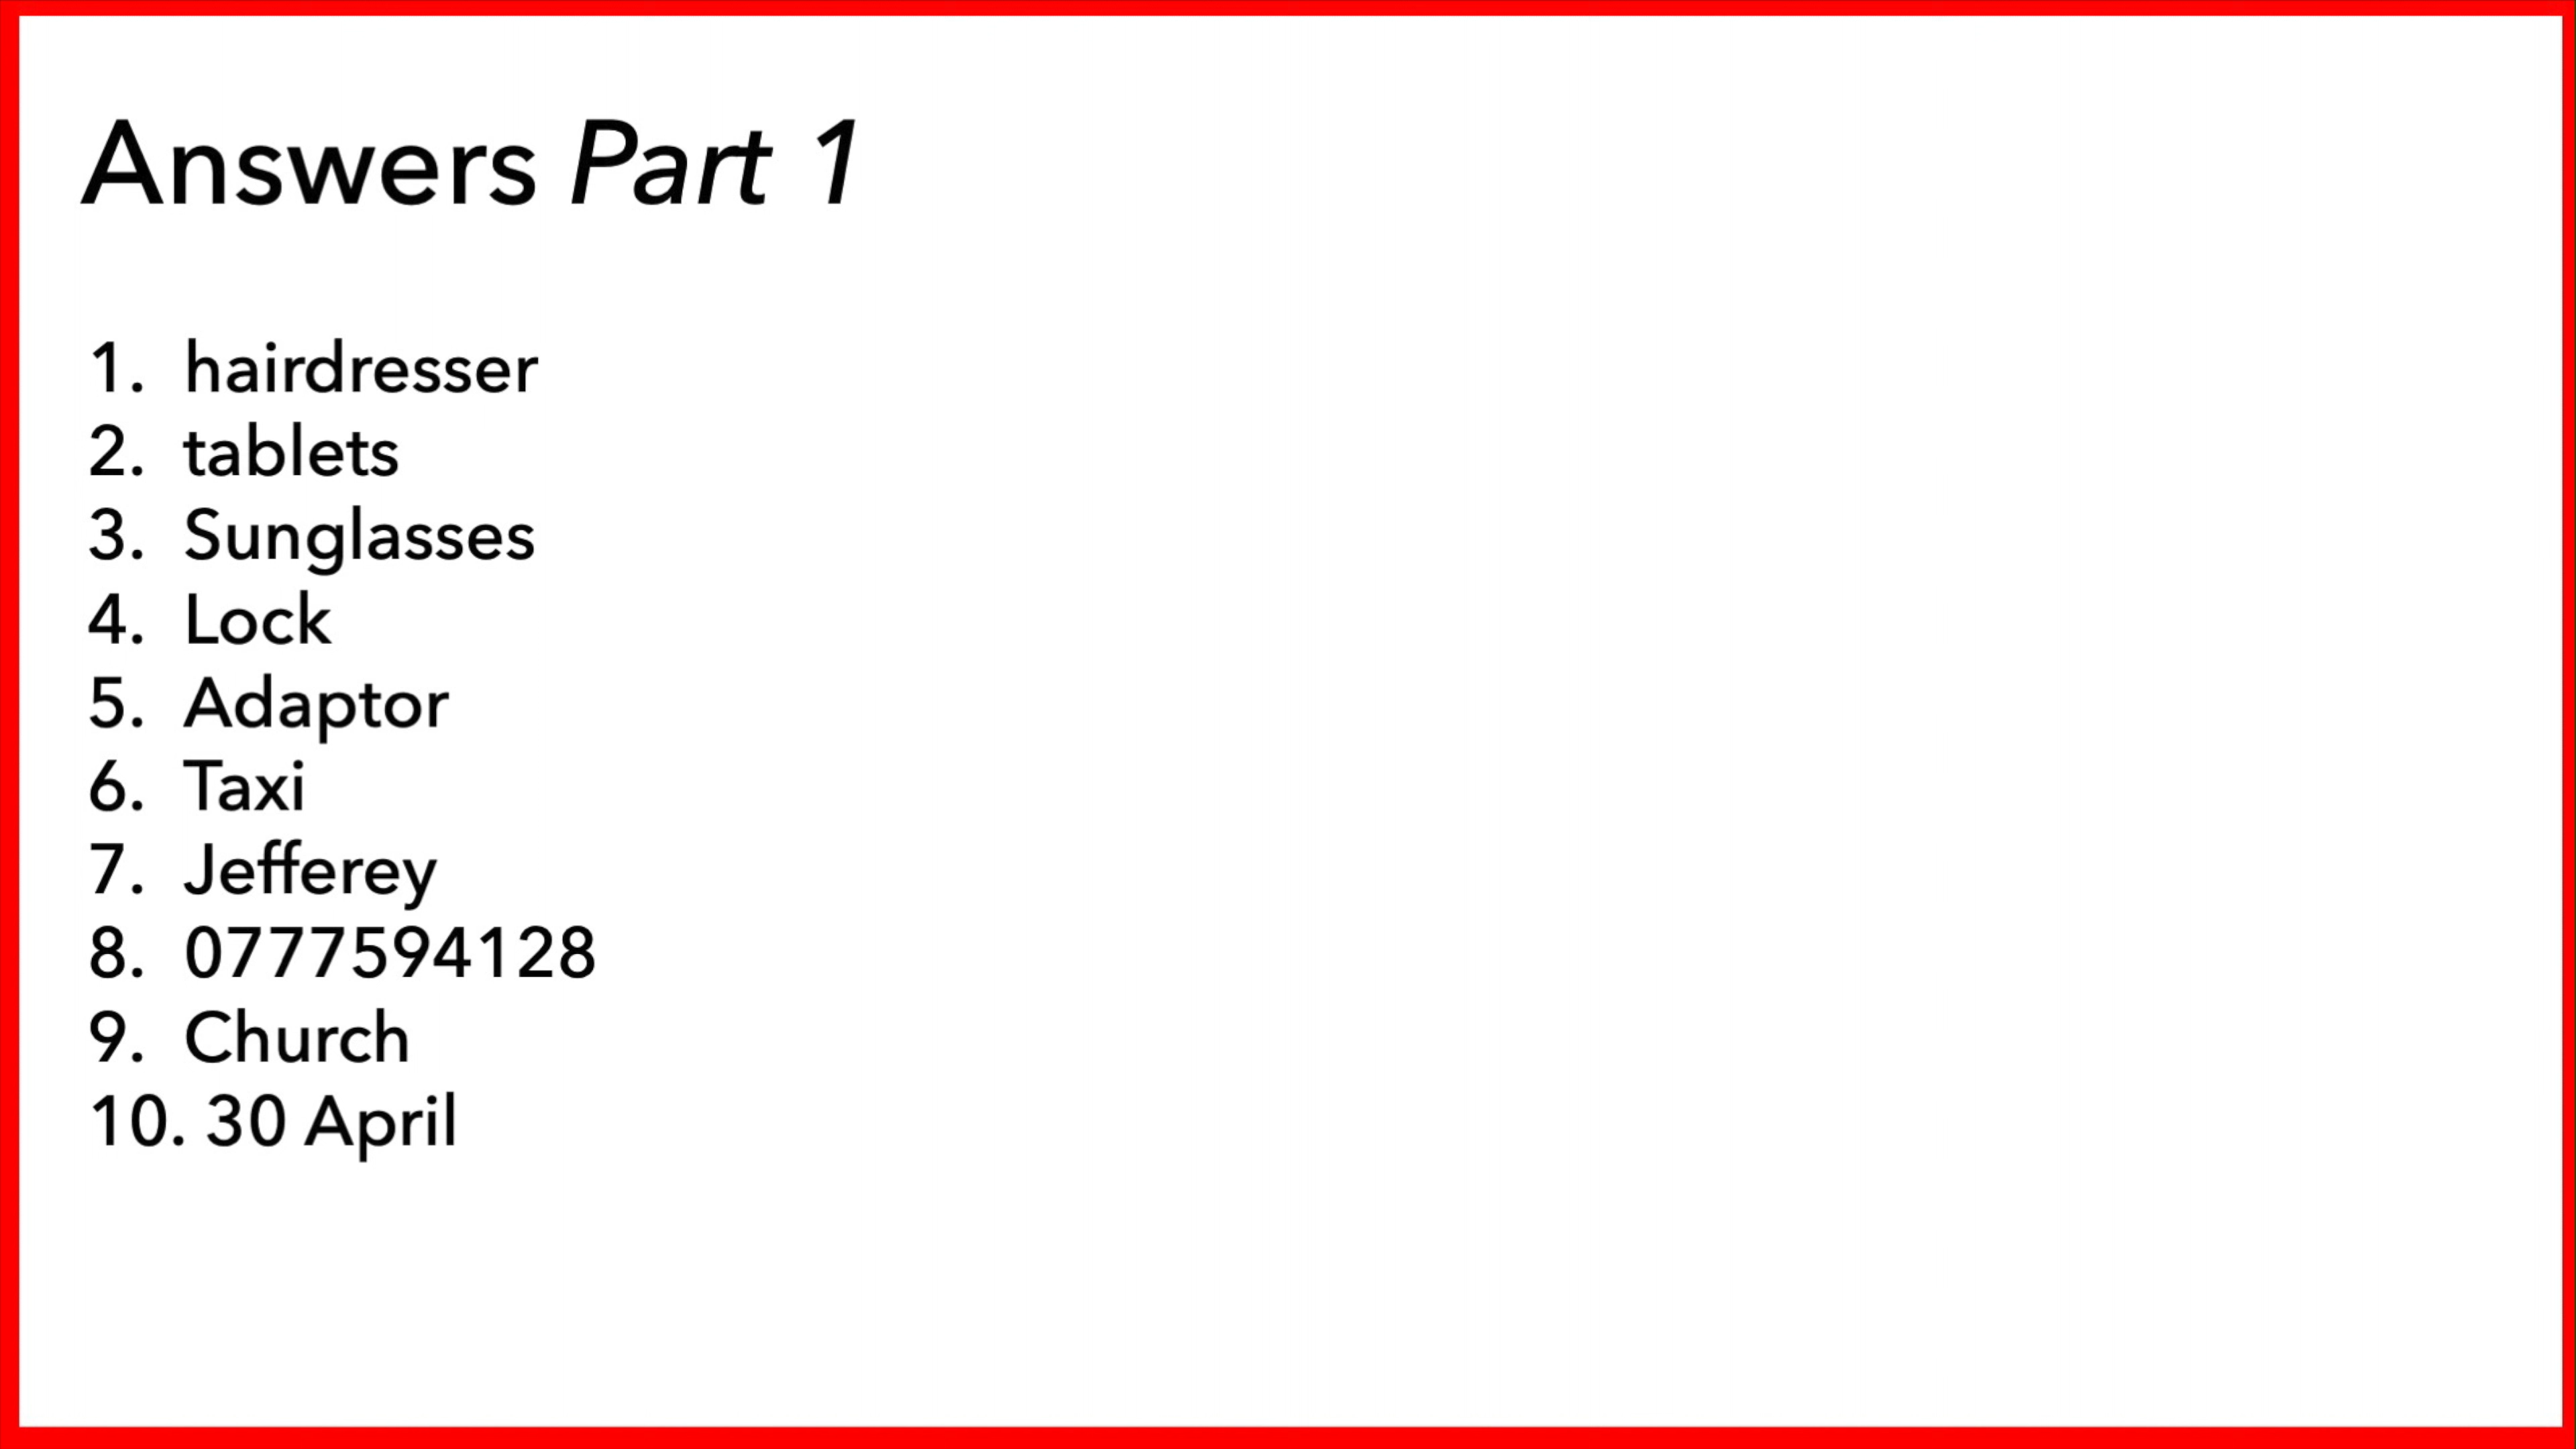 Answers Part 1
1. hairdresser
2. tablets
3. Sunglasses
4. Lock
5. Adaptor
6. Taxi
7. Jefferey
8. 0777594128
9. Church
10. 30 April